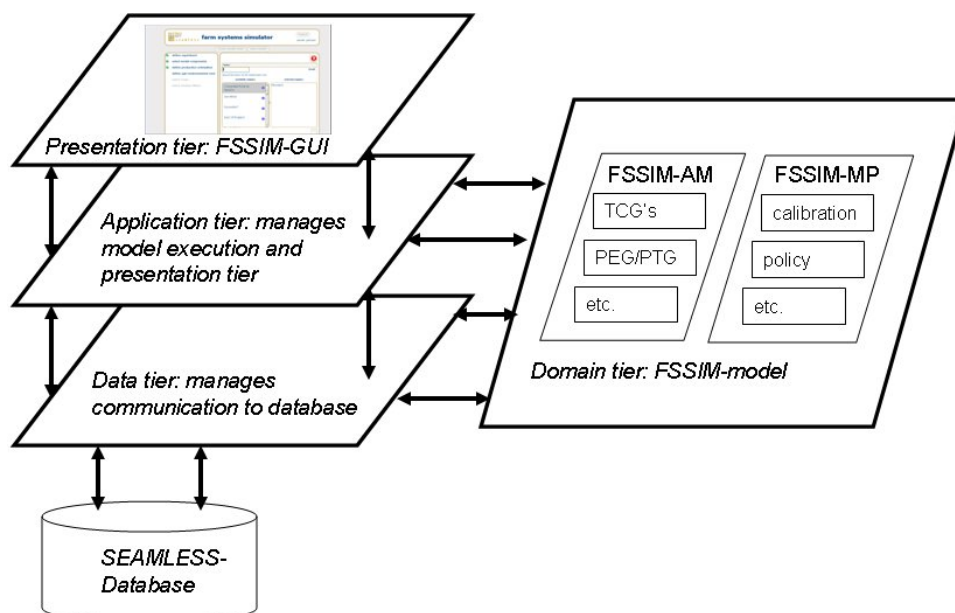 farm systems simulator
Presentation tier: FSSIM-GUI
Application tier: manages
model execution and
presentation tier
Data tier: manages
communication to database
SEAMLESS-
Database
FSSIM-AM
TCG's
PEG/PTG
etc.
FSSIM-MP
calibration
policy
etc.
Domain tier: FSSIM-model